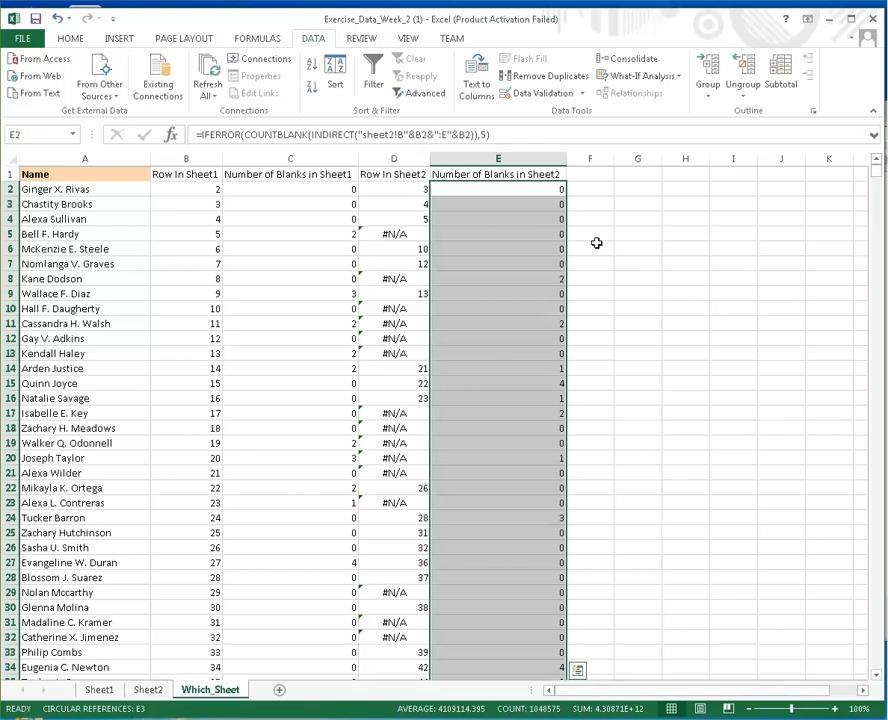 Exercise_Data_Week_2 (1) - Excel (Product Activation Failed)
FILE HOME INSERT PAGE LAYOUT FORMULAS DATA REVIEW VIEW TEAM
From Access
From Web
From Text
From Other Sources
Existing Connections
Get External Data
Refresh All
Connections
Properties
Edit Links
Connections
Sort
Filter
Clear
Reapply
Advanced
Sort & Filter
Text to Columns
Flash Fill
Remove Duplicates
Data Validation
Consolidate
What-If Analysis
Relationships
Data Tools
Group
Ungroup
Subtotal
Outline
E2 fx =IFERROR(COUNTBLANK(INDIRECT("sheet2!B"&B2&":E"&B2)),5)
A B C D E F G H I J K
1 Name Row In Sheet1 Number of Blanks in Sheet1 Row In Sheet2 Number of Blanks in Sheet2
2 Ginger X. Rivas 2 0 3 0
3 Chastity Brooks 3 0 4 0
4 Alexa Sullivan 4 0 5 0
5 Bell F. Hardy 5 2 #N/A 0
6 McKenzie E. Steele 6 0 10 0
7 Nomlanga V. Graves 7 0 12 0
8 Kane Dodson 8 0 #N/A 2
9 Wallace F. Diaz 9 3 13 0
10 Hall F. Daugherty 10 0 #N/A 0
11 Cassandra H. Walsh 11 2 #N/A 2
12 Gay V. Adkins 12 0 #N/A 0
13 Kendall Haley 13 2 #N/A 0
14 Arden Justice 14 2 21 1
15 Quinn Joyce 15 0 22 4
16 Natalie Savage 16 0 23 1
17 Isabelle E. Key 17 0 #N/A 2
18 Zachary H. Meadows 18 0 #N/A 0
19 Walker Q. Odonnell 19 2 #N/A 0
20 Joseph Taylor 20 3 #N/A 1
21 Alexa Wilder 21 0 #N/A 0
22 Mikayla K. Ortega 22 2 26 0
23 Alexa L. Contreras 23 1 #N/A 0
24 Tucker Barron 24 0 28 3
25 Zachary Hutchinson 25 0 31 0
26 Sasha U. Smith 26 0 32 0
27 Evangeline W. Duran 27 4 36 0
28 Blossom J. Suarez 28 0 37 0
29 Nolan Mccarthy 29 0 #N/A 0
30 Glenna Molina 30 0 38 0
31 Madaline C. Kramer 31 0 #N/A 0
32 Catherine X. Jimenez 32 0 #N/A 0
33 Philip Combs 33 0 39 0
34 Eugenia C. Newton 34 0 42 4
Sheet1 Sheet2 Which_Sheet
READY CIRCULAR REFERENCES: E3 AVERAGE: 4109114.395 COUNT: 1048575 SUM: 4.30871E+12 100%